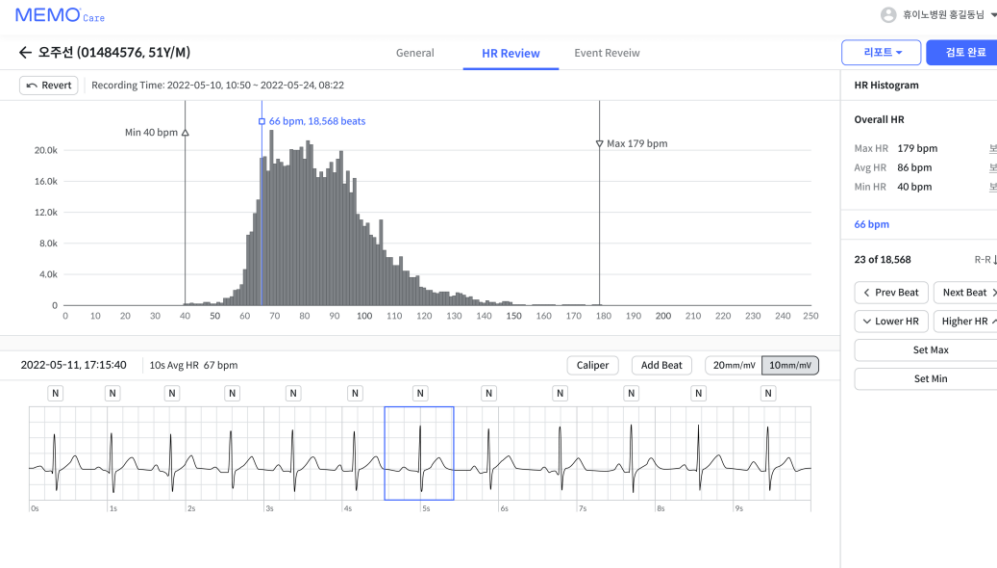 MEMO Care
휴이노병원 홍길동님
오주선 (01484576, 51Y/M)
General
HR Review
Event Reveiw
리포트
검토 완료
Revert
Recording Time: 2022-05-10, 10:50 ~ 2022-05-24, 08:22
HR Histogram
66 bpm, 18,568 beats
Min 40 bpm
Max 179 bpm
20.0k
16.0k
12.0k
8.0k
4.0k
0
0 10 20 30 40 50 60 70 80 90 100 110 120 130 140 150 160 170 180 190 200 210 220 230 240 250
Overall HR
Max HR 179 bpm
Avg HR 86 bpm
Min HR 40 bpm
66 bpm
23 of 18,568 R-R
Prev Beat
Next Beat
Lower HR
Higher HR
Set Max
Set Min
2022-05-11, 17:15:40
10s Avg HR 67 bpm
Caliper
Add Beat
20mm/mV
10mm/mV
N N N N N N N N N N N N
0s 1s 2s 3s 4s 5s 6s 7s 8s 9s